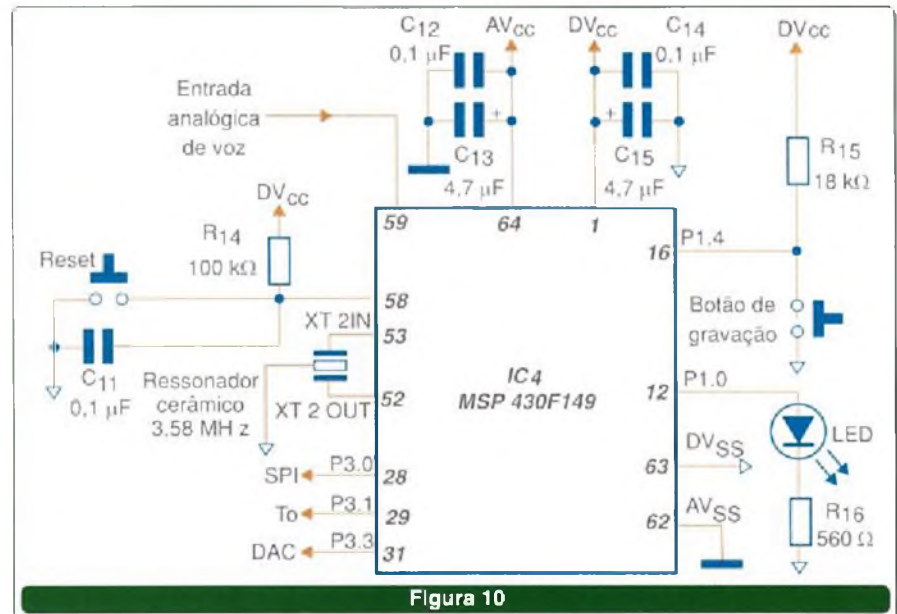 C12
0,1 µF
AVcc
DVcc
C14
0,1 µF
DVcc
Entrada
analógica
de voz
+
C13
4,7 µF
+
C15
4,7 µF
R15
18 kΩ
DVcc
R14
100 kΩ
Reset
59
64
1
16
P1.4
58
XT 2IN
53
C11
0,1 µF
Ressonador
cerâmico
3.58 MH z
52
XT 2 OUT
IC4
MSP 430F149
Botão de
gravação
12
P1.0
LED
DVSS
63
SPI
P3.0
28
To
P3.1
29
DAC
P3.3
31
AVSS
62
R16
560 Ω
Figura 10